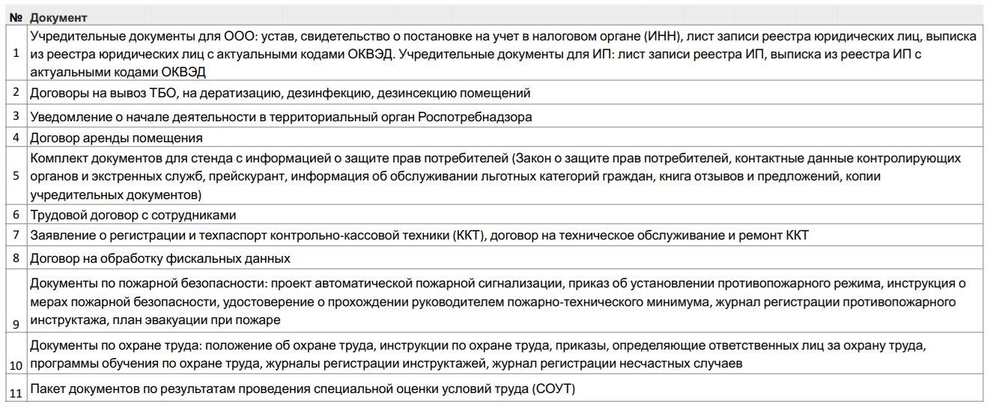 № Документ
Учредительные документы для ООО: устав, свидетельство о постановке на учет в налоговом органе (ИНН), лист записи реестра юридических лиц, выписка
1 из реестра юридических лиц с актуальными кодами ОКВЭД. Учредительные документы для ИП: лист записи реестра ИП, выписка из реестра ИП с
актуальными кодами ОКВЭД
2 Договоры на вывоз ТБО, на дератизацию, дезинфекцию, дезинсекцию помещений
3 Уведомление о начале деятельности в территориальный орган Роспотребнадзора
4 Договор аренды помещения
Комплект документов для стенда с информацией о защите прав потребителей (Закон о защите прав потребителей, контактные данные контролирующих
5 органов и экстренных служб, прейскурант, информация об обслуживании льготных категорий граждан, книга отзывов и предложений, копии
учредительных документов)
6 Трудовой договор с сотрудниками
7 Заявление о регистрации и техпаспорт контрольно-кассовой техники (ККТ), договор на техническое обслуживание и ремонт ККТ
8 Договор на обработку фискальных данных
Документы по пожарной безопасности: проект автоматической пожарной сигнализации, приказ об установлении противопожарного режима, инструкция о
мерах пожарной безопасности, удостоверение о прохождении руководителем пожарно-технического минимума, журнал регистрации противопожарного
9 инструктажа, план эвакуации при пожаре
Документы по охране труда: положение об охране труда, инструкции по охране труда, приказы, определяющие ответственных лиц за охрану труда,
10 программы обучения по охране труда, журналы регистрации инструктажей, журнал регистрации несчастных случаев
11 Пакет документов по результатам проведения специальной оценки условий труда (СОУТ)